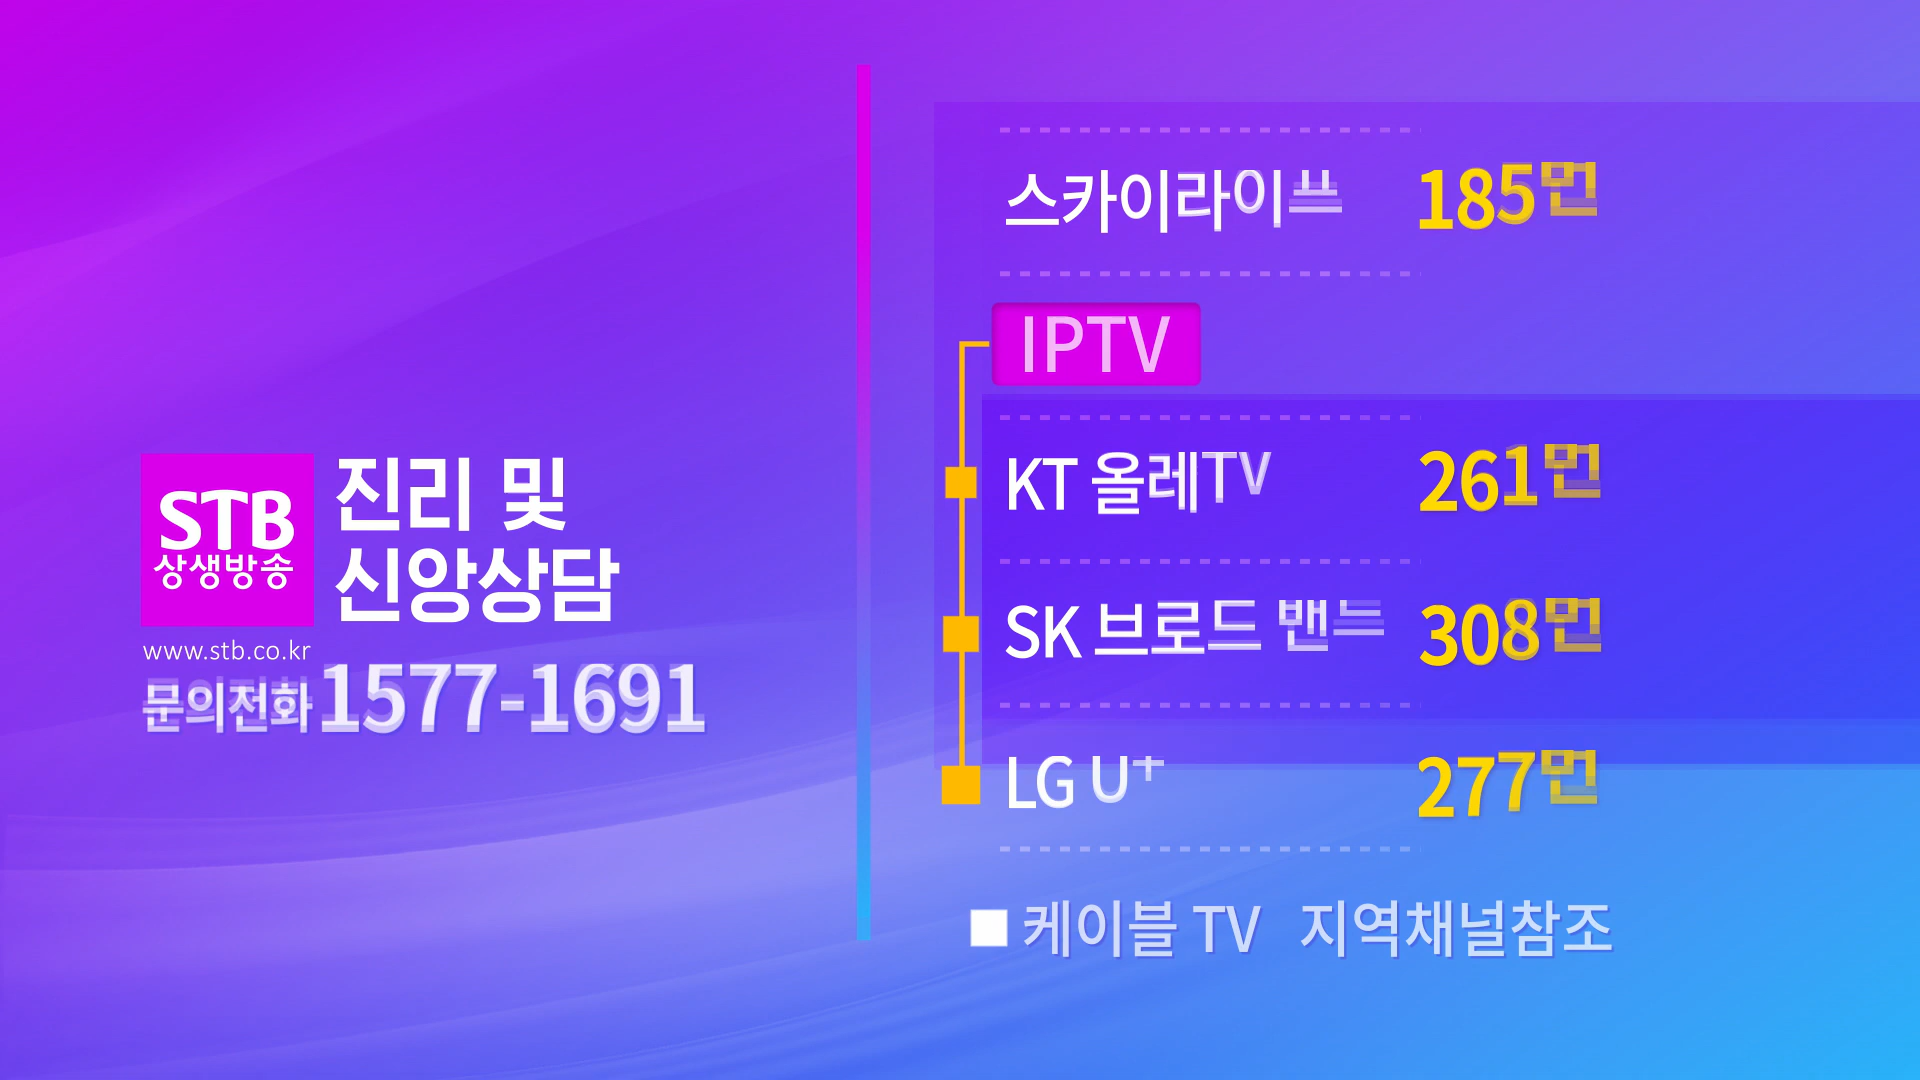 STB
상생방송
진리 및
신앙상담
www.stb.co.kr
문의전화 1577-1691
스카이라이프 185번
IPTV
KT 올레TV 261번
SK 브로드 밴드 308번
LG U+ 277번
케이블 TV 지역채널참조